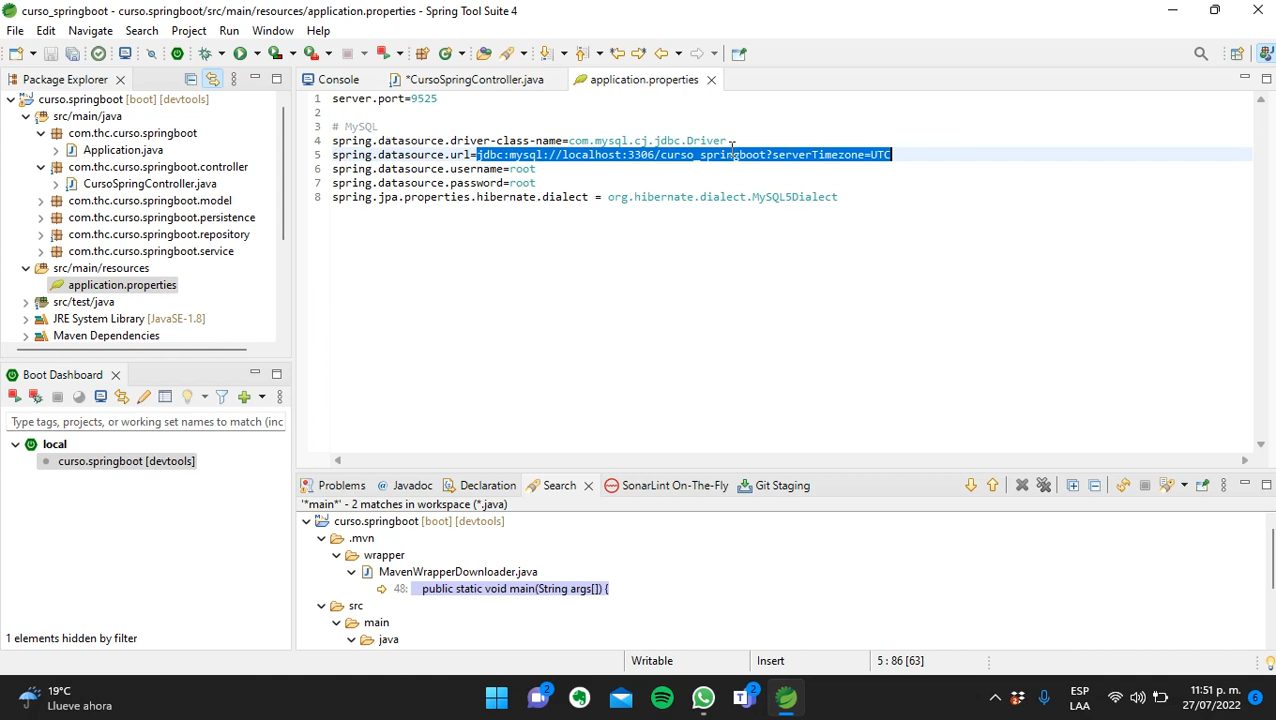 curso_springboot - curso.springboot/src/main/resources/application.properties - Spring Tool Suite 4
File Edit Navigate Search Project Run Window Help
Package Explorer
curso.springboot [boot] [devtools]
src/main/java
com.thc.curso.springboot
Application.java
com.thc.curso.springboot.controller
CursoSpringController.java
com.thc.curso.springboot.model
com.thc.curso.springboot.persistence
com.thc.curso.springboot.repository
com.thc.curso.springboot.service
src/main/resources
application.properties
src/test/java
JRE System Library [JavaSE-1.8]
Maven Dependencies
Boot Dashboard
Type tags, projects, or working set names to match (inc
local
curso.springboot [devtools]
1 elements hidden by filter
Console *CursoSpringController.java application.properties
1 server.port=9525
2
3 # MySQL
4 spring.datasource.driver-class-name=com.mysql.cj.jdbc.Driver
5 spring.datasource.url=jdbc:mysql://localhost:3306/curso_springboot?serverTimezone=UTC
6 spring.datasource.username=root
7 spring.datasource.password=root
8 spring.jpa.properties.hibernate.dialect = org.hibernate.dialect.MySQL5Dialect
Problems @ Javadoc Declaration Search SonarLint On-The-Fly Git Staging
'*main*' - 2 matches in workspace (*.java)
curso.springboot [boot] [devtools]
.mvn
wrapper
MavenWrapperDownloader.java
48: public static void main(String args[]) {
src
main
java
Writable Insert 5 : 86 [63]
19°C
Llueve ahora
2
2
ESP
LAA
11:51 p. m.
27/07/2022
6